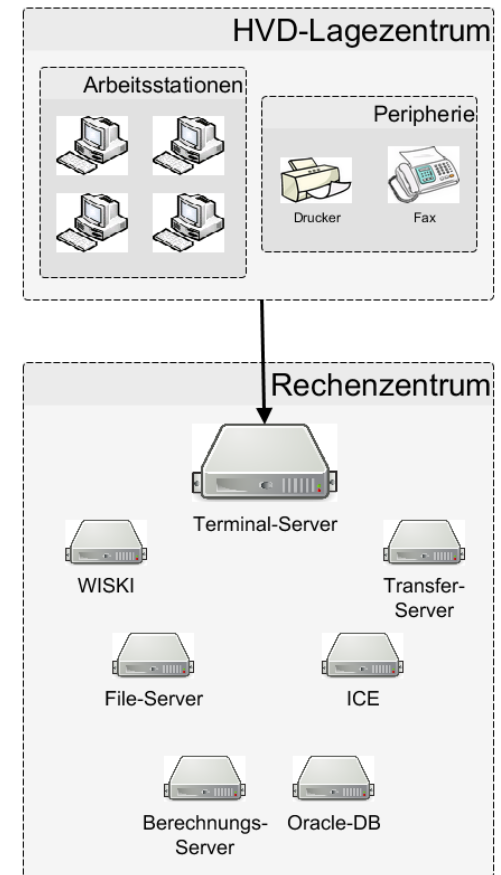 HVD-Lagezentrum
Arbeitsstationen
Peripherie
Drucker
Fax
Rechenzentrum
Terminal-Server
WISKI
Transfer-
Server
File-Server
ICE
Berechnungs-
Server
Oracle-DB